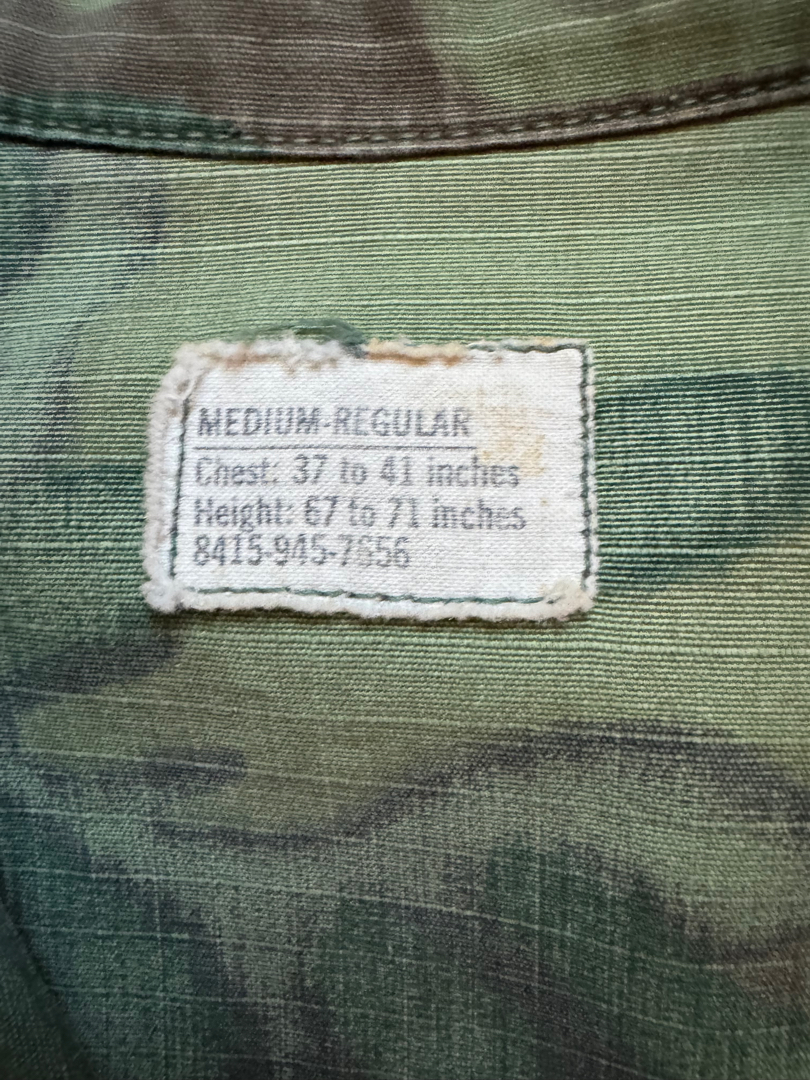 MEDIUM-REGULAR
Chest: 37 to 41 inches
Height: 67 to 71 inches
8415-945-7656